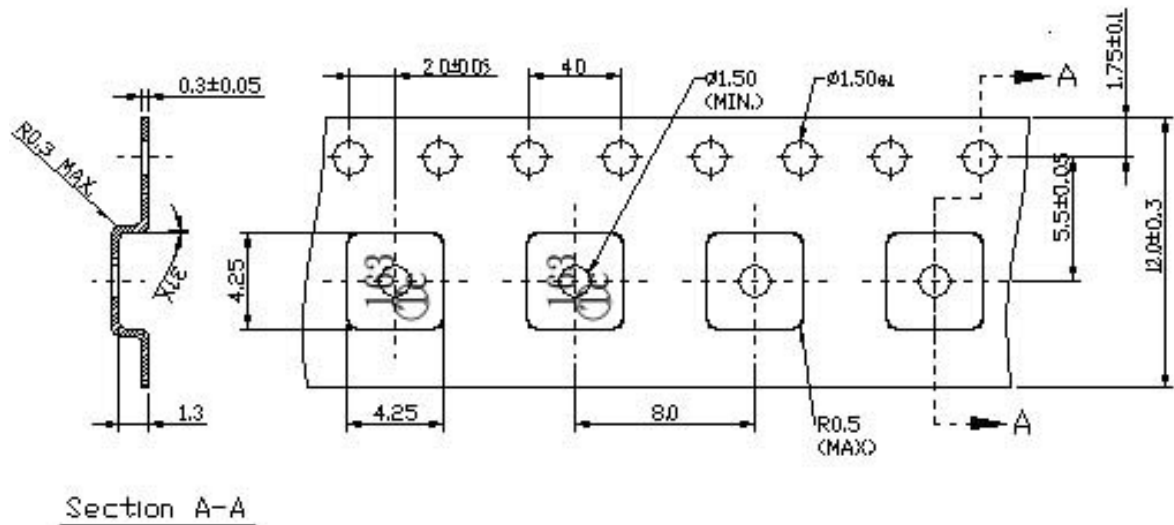 0.3±0.05
2.0±0.05
4.0
Ø1.50
(MIN.)
Ø1.50
A
1.75±0.1
R0.3 MAX.
5.5±0.05
12.0±0.3
4.25
163
163
1.3
4.25
8.0
R0.5
(MAX)
A
Section A-A